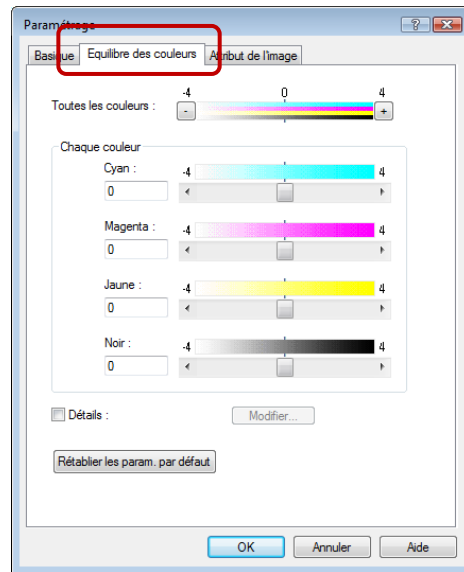 Paramétrage
Basique Equilibre des couleurs Attribut de l'image
-4 0 4
Toutes les couleurs : - +
Chaque couleur
Cyan : -4 4
0
Magenta : -4 4
0
Jaune : -4 4
0
Noir : -4 4
0
Détails : Modifier...
Rétablier les param. par défaut
OK Annuler Aide